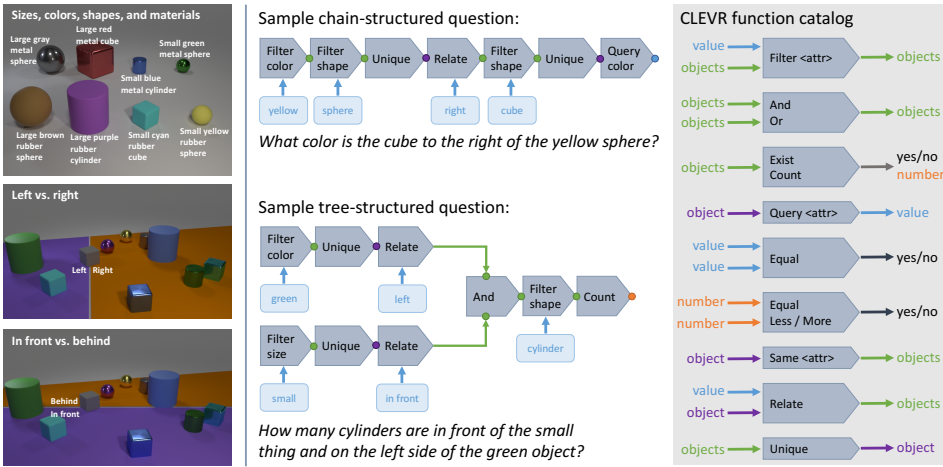 Sizes, colors, shapes, and materials
Large gray
metal
sphere
Large red
metal cube
Small green
metal sphere
Small blue
metal cylinder
Large brown
rubber
sphere
Large purple
rubber
cylinder
Small cyan
rubber
cube
Small yellow
rubber
sphere
Left vs. right
Left
Right
In front vs. behind
Behind
In front
Sample chain-structured question:
Filter
color
Filter
shape
Unique
Relate
Filter
shape
Unique
Query
color
yellow
sphere
right
cube
What color is the cube to the right of the yellow sphere?
Sample tree-structured question:
Filter
color
Unique
Relate
green
left
And
Filter
shape
Count
cylinder
Filter
size
Unique
Relate
small
in front
How many cylinders are in front of the small
thing and on the left side of the green object?
CLEVR function catalog
value
objects
Filter <attr>
objects
objects
objects
And
Or
objects
objects
Exist
Count
yes/no
number
object
Query <attr>
value
value
value
Equal
yes/no
number
number
Equal
Less / More
yes/no
object
Same <attr>
objects
value
object
Relate
objects
objects
Unique
object